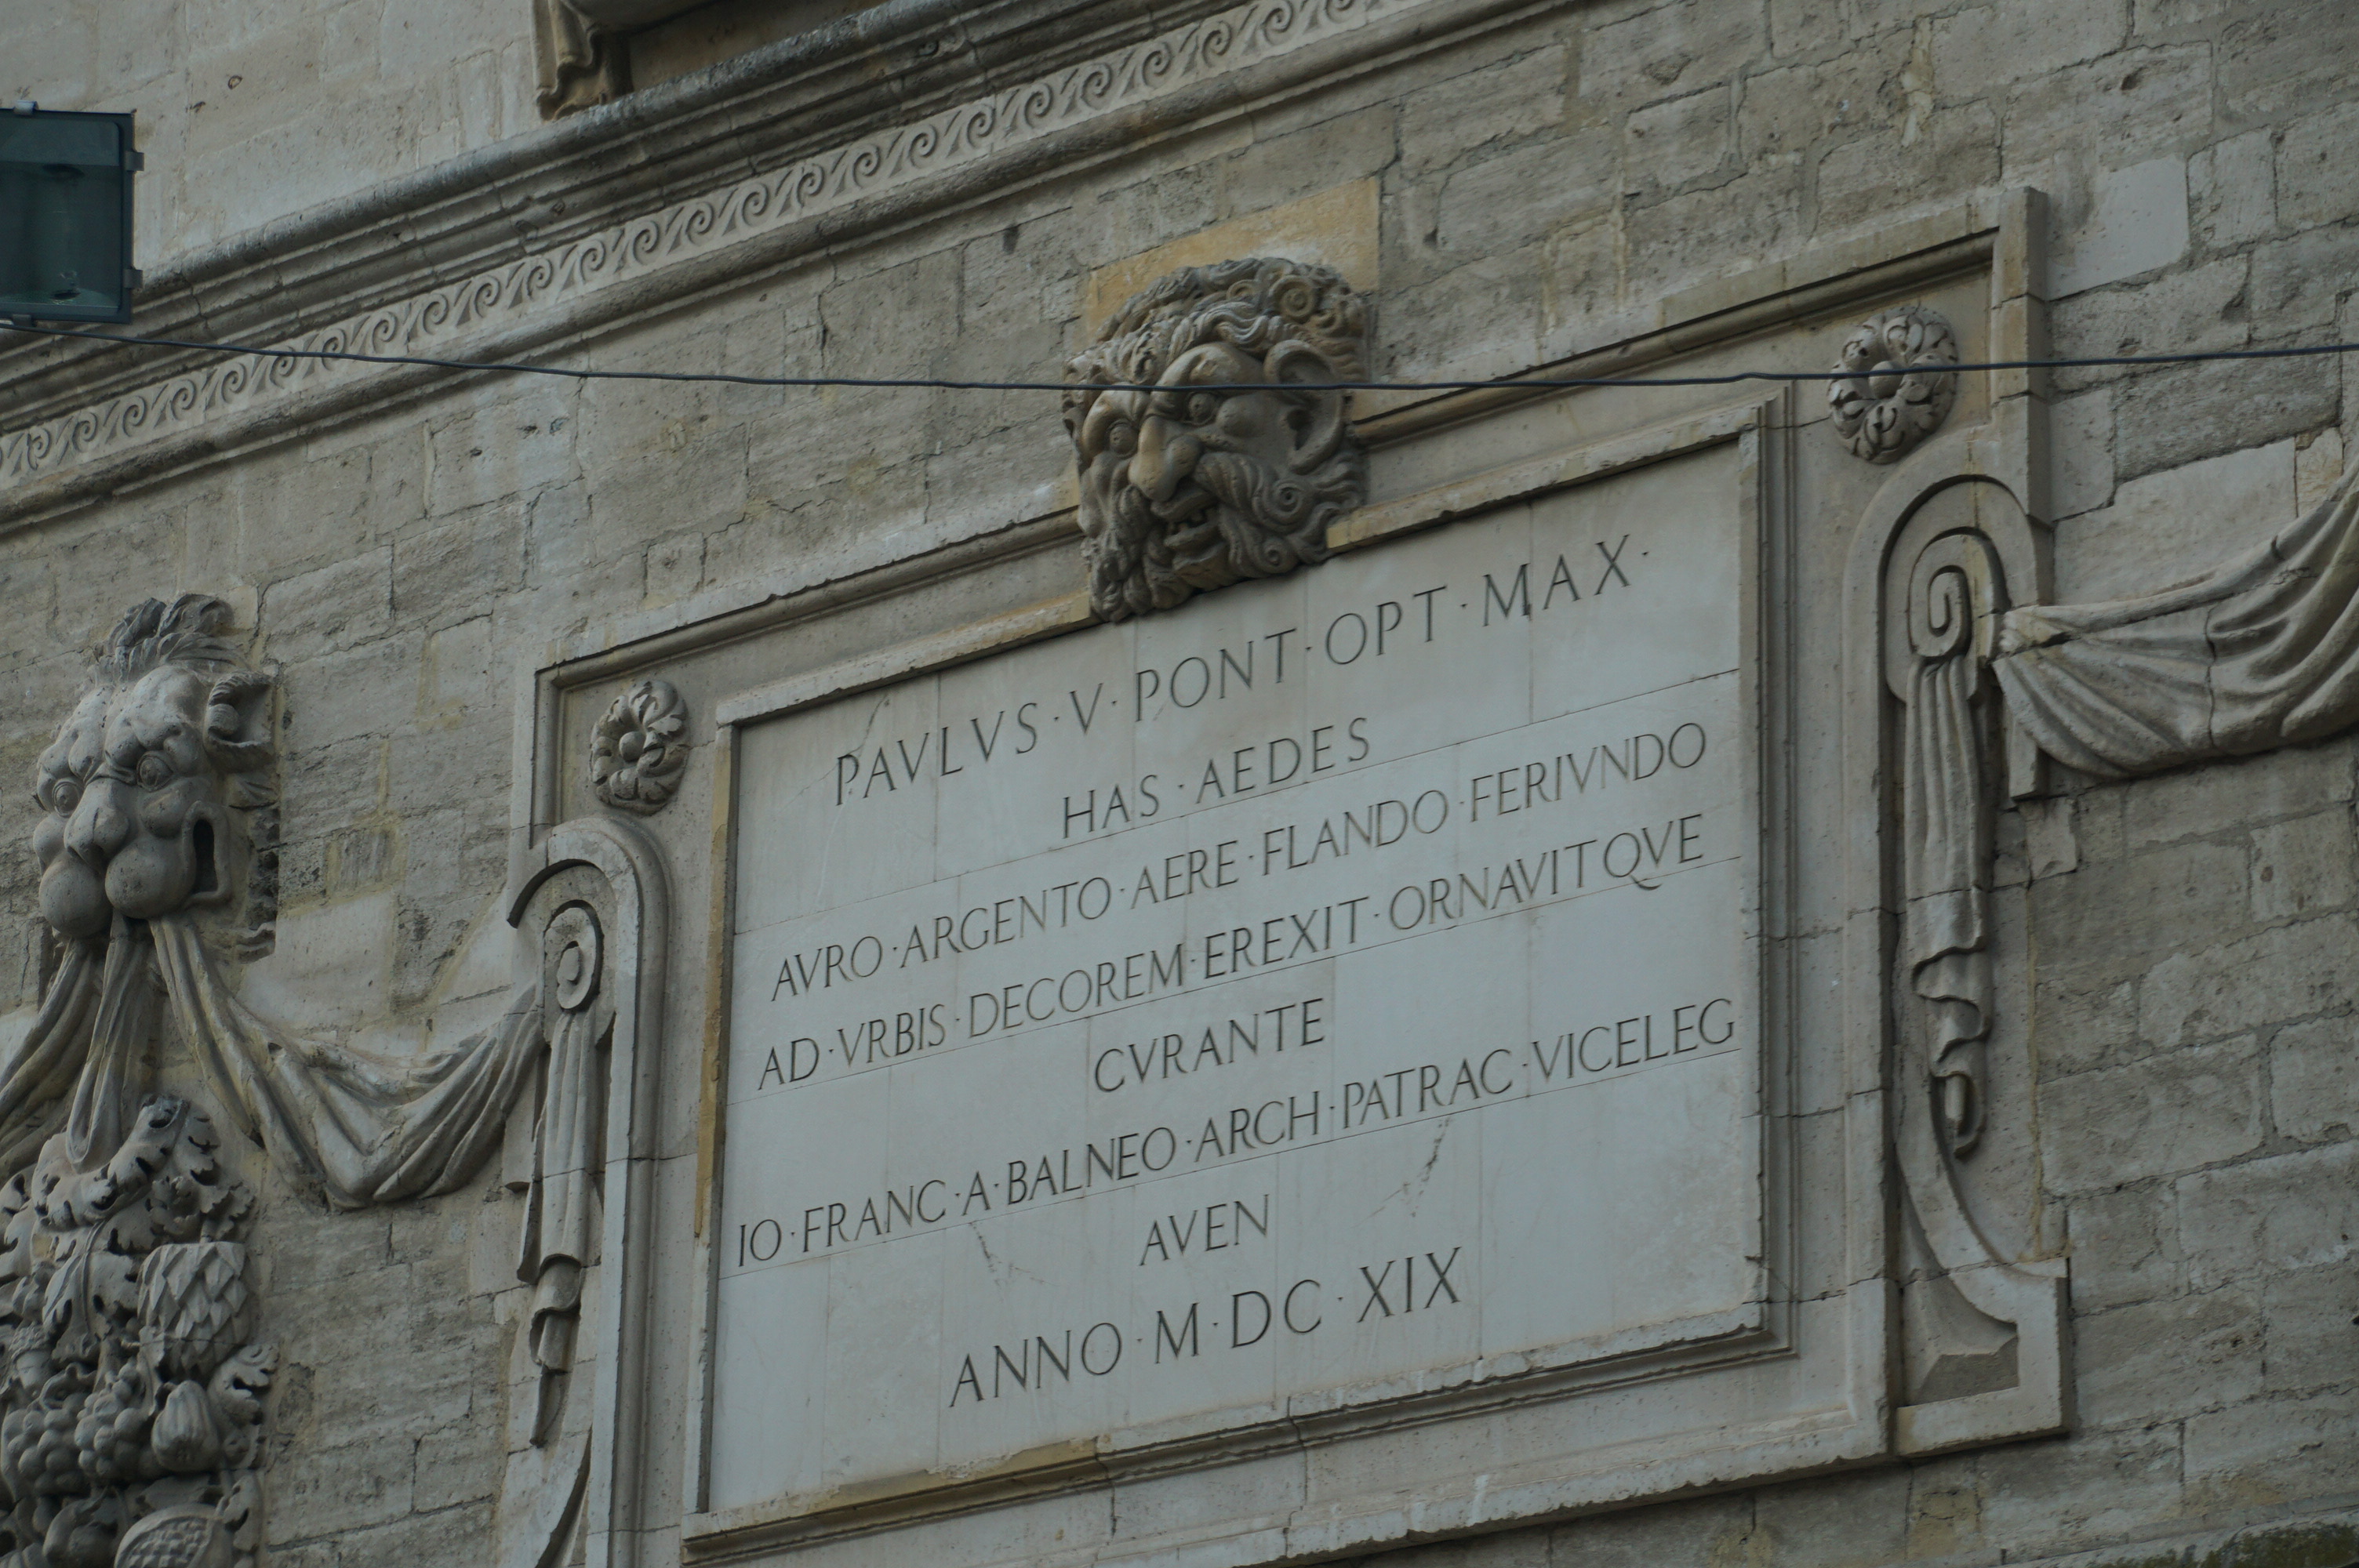 PAVLVS · V · PONT · OPT · MAX ·
HAS · AEDES
AVRO · ARGENTO · AERE · FLANDO · FERIVNDO
AD · VRBIS · DECOREM · EREXIT · ORNAVITQVE
CVRANTE
IO · FRANC · A · BALNEO · ARCH · PATRAC · VICELEG
AVEN
ANNO · M · DC · XIX